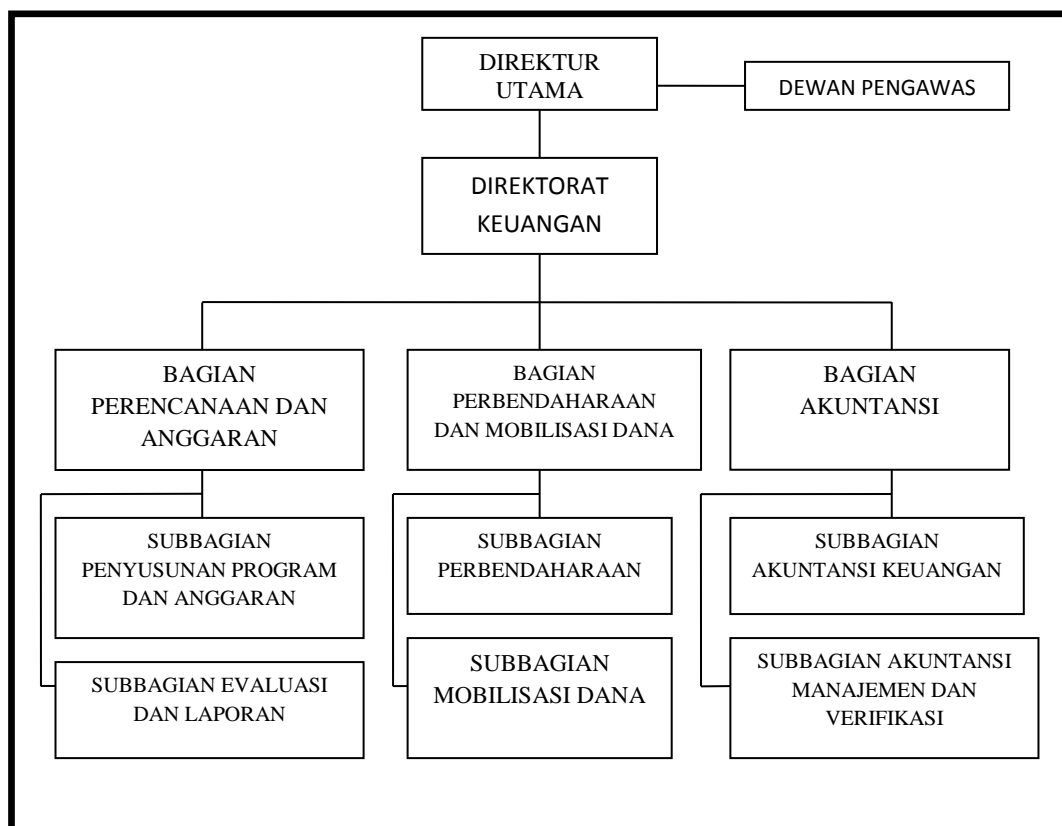 DIREKTUR
UTAMA
DEWAN PENGAWAS
DIREKTORAT
KEUANGAN
BAGIAN
PERENCANAAN DAN
ANGGARAN
BAGIAN
PERBENDAHARAAN
DAN MOBILISASI DANA
BAGIAN
AKUNTANSI
SUBBAGIAN
PENYUSUNAN PROGRAM
DAN ANGGARAN
SUBBAGIAN
PERBENDAHARAAN
SUBBAGIAN
AKUNTANSI KEUANGAN
SUBBAGIAN EVALUASI
DAN LAPORAN
SUBBAGIAN
MOBILISASI DANA
SUBBAGIAN AKUNTANSI
MANAJEMEN DAN
VERIFIKASI